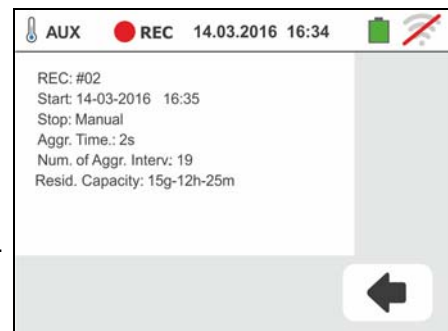 AUX REC 14.03.2016 16:34
REC: #02
Start: 14-03-2016 16:35
Stop: Manual
Aggr. Time.: 2s
Num. of Aggr. Interv.: 19
Resid. Capacity: 15g-12h-25m